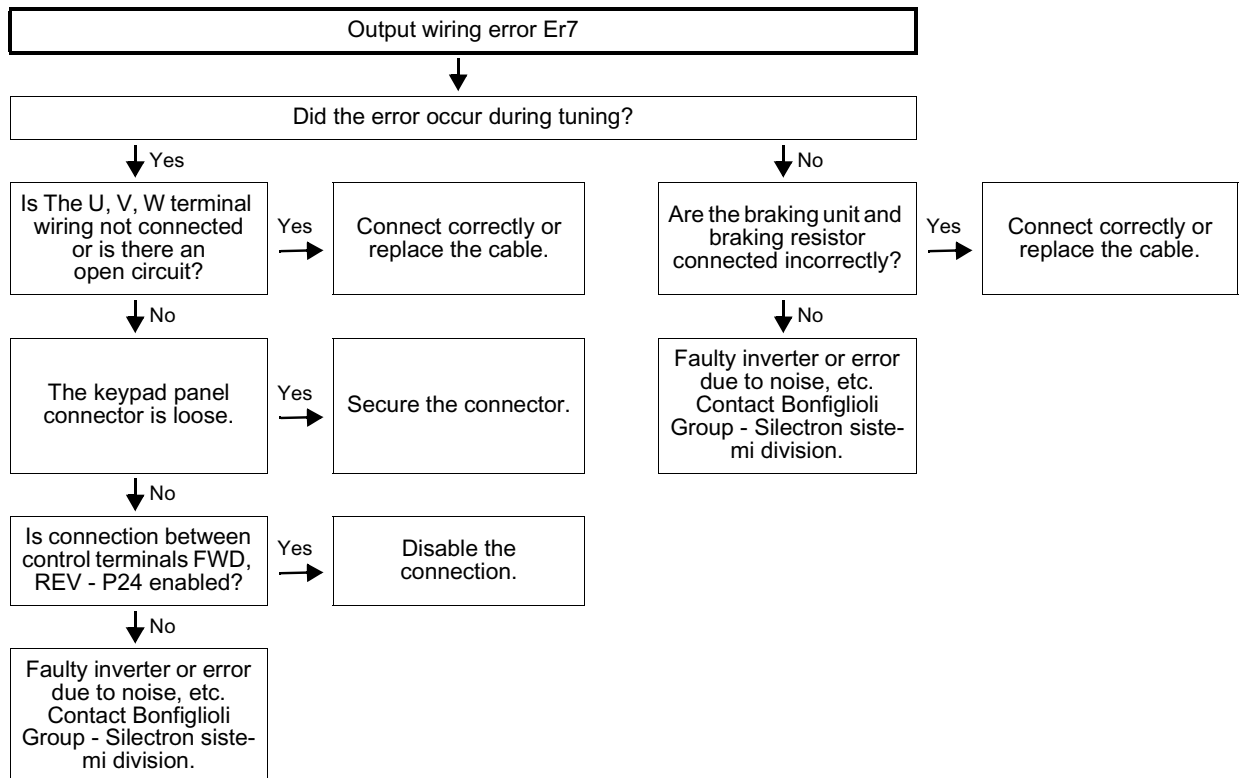 Output wiring error Er7
Did the error occur during tuning?
Yes
No
Is The U, V, W terminal
wiring not connected
or is there an
open circuit?
Yes
Connect correctly or
replace the cable.
Are the braking unit and
braking resistor
connected incorrectly?
Yes
Connect correctly or
replace the cable.
No
No
The keypad panel
connector is loose.
Yes
Secure the connector.
Faulty inverter or error
due to noise, etc.
Contact Bonfiglioli
Group - Silectron siste-
mi division.
No
Is connection between
control terminals FWD,
REV - P24 enabled?
Yes
Disable the
connection.
No
Faulty inverter or error
due to noise, etc.
Contact Bonfiglioli
Group - Silectron siste-
mi division.